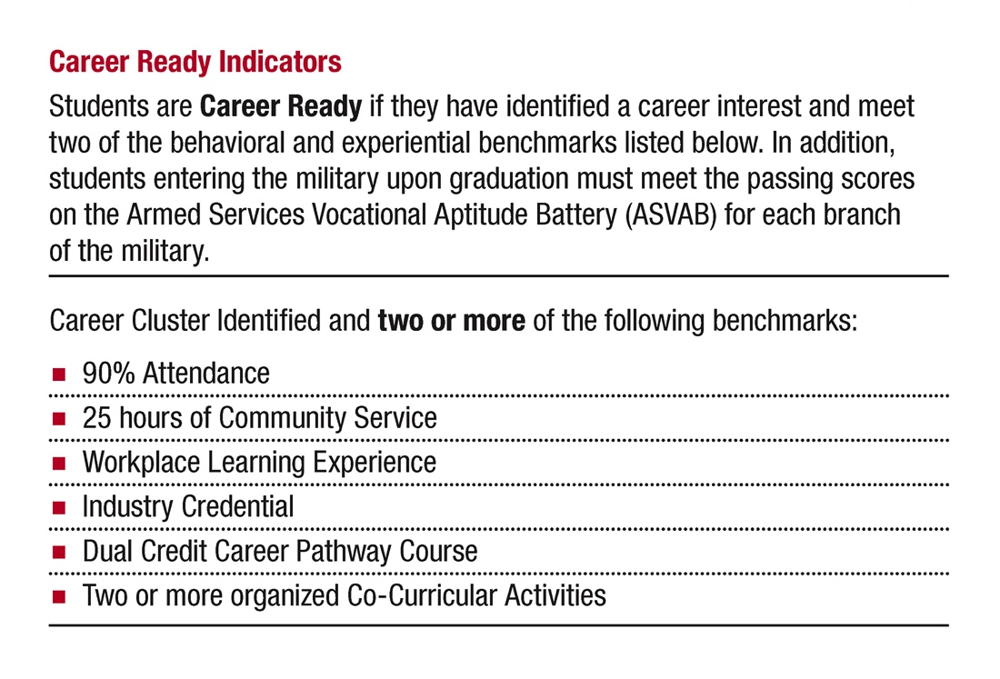 Career Ready Indicators
Students are Career Ready if they have identified a career interest and meet
two of the behavioral and experiential benchmarks listed below. In addition,
students entering the military upon graduation must meet the passing scores
on the Armed Services Vocational Aptitude Battery (ASVAB) for each branch
of the military.
Career Cluster Identified and two or more of the following benchmarks:
■ 90% Attendance
■ 25 hours of Community Service
■ Workplace Learning Experience
■ Industry Credential
■ Dual Credit Career Pathway Course
■ Two or more organized Co-Curricular Activities